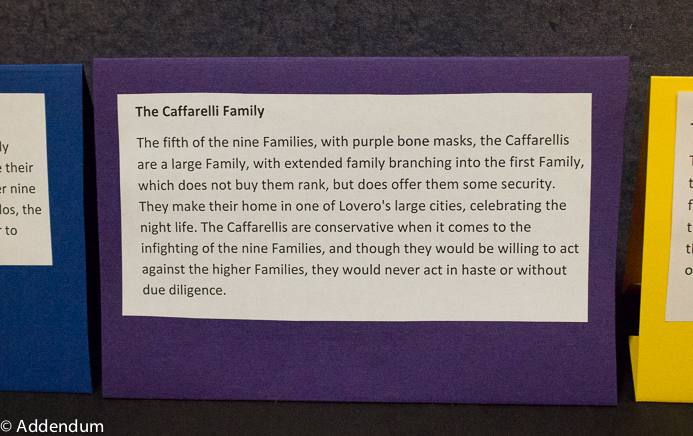 The Caffarelli Family
The fifth of the nine Families, with purple bone masks, the Caffarellis
are a large Family, with extended family branching into the first Family,
which does not buy them rank, but does offer them some security.
They make their home in one of Lovero's large cities, celebrating the
night life. The Caffarellis are conservative when it comes to the
infighting of the nine Families, and though they would be willing to act
against the higher Families, they would never act in haste or without
due diligence.
their
nine
the
to
© Addendum